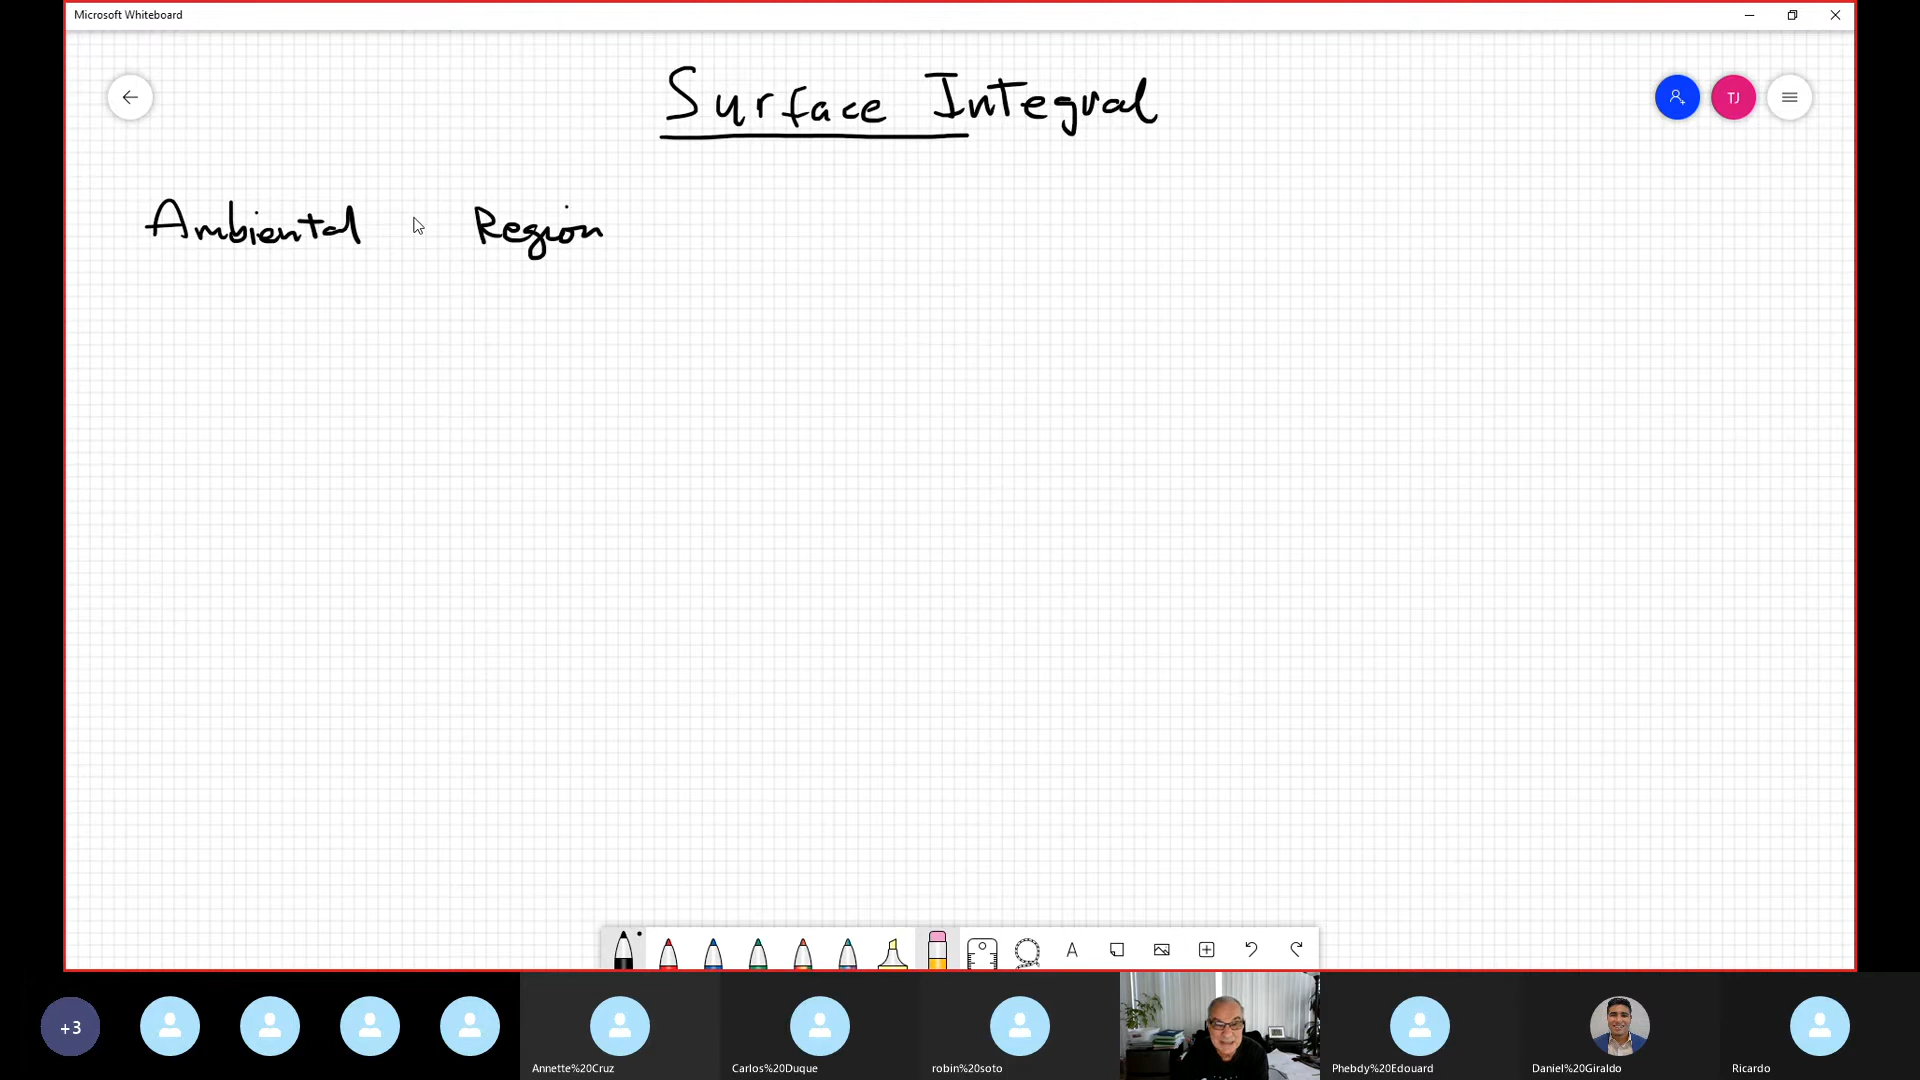 Microsoft Whiteboard
Surface Integral
TJ
Ambiental Region
A
+3
Annette%20Cruz
Carlos%20Duque
robin%20soto
Phebdy%20Edouard
Daniel%20Giraldo
Ricardo